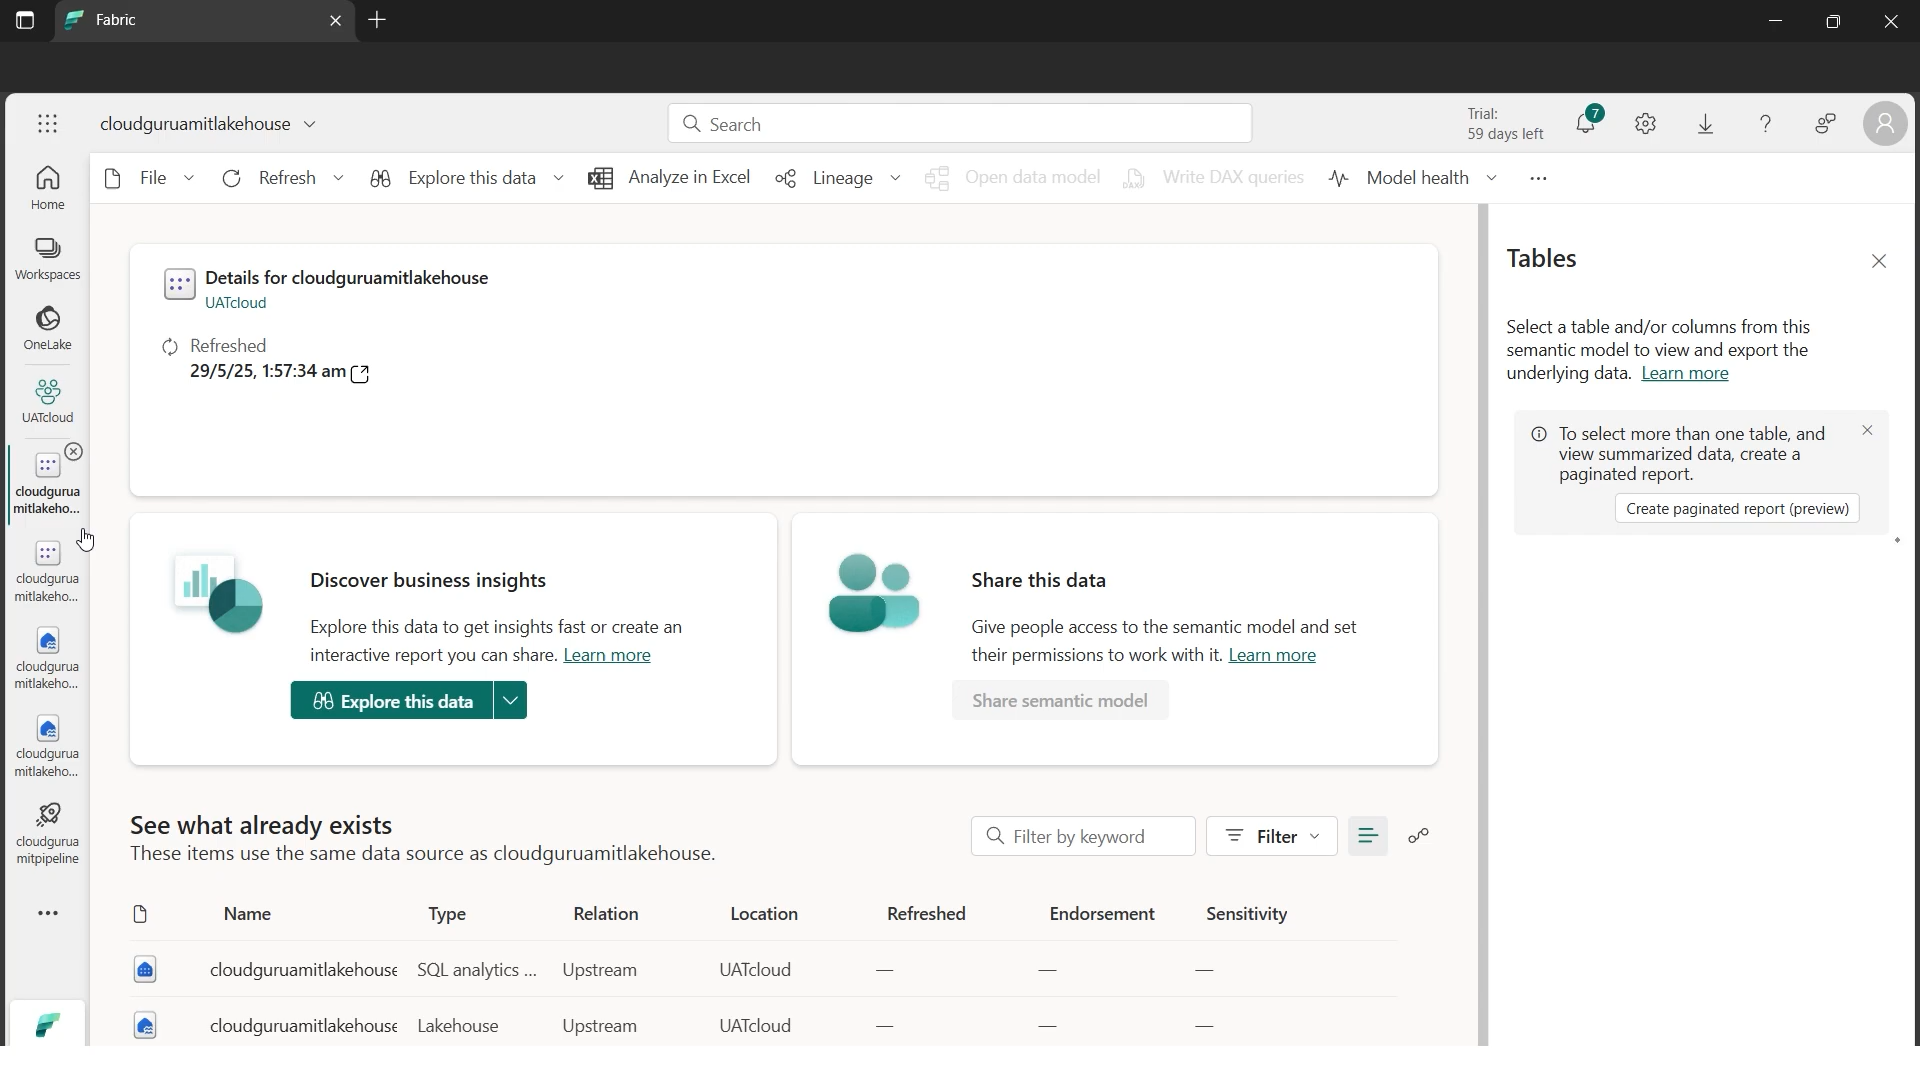 Fabric
cloudguruamitlakehouse
Search
Trial:
59 days left
7
File
Refresh
Explore this data
Analyze in Excel
Lineage
Open data model
DAX
Write DAX queries
Model health
Home
Workspaces
OneLake
UATcloud
cloudgurua
mitlakeho...
cloudgurua
mitlakeho...
cloudgurua
mitlakeho...
cloudgurua
mitlakeho...
cloudgurua
mitpipeline
Details for cloudguruamitlakehouse
UATcloud
Refreshed
29/5/25, 1:57:34 am
Discover business insights
Explore this data to get insights fast or create an
interactive report you can share. Learn more
Explore this data
Share this data
Give people access to the semantic model and set
their permissions to work with it. Learn more
Share semantic model
See what already exists
These items use the same data source as cloudguruamitlakehouse.
Filter by keyword
Filter
Name Type Relation Location Refreshed Endorsement Sensitivity
cloudguruamitlakehouse SQL analytics ... Upstream UATcloud — — —
cloudguruamitlakehouse Lakehouse Upstream UATcloud — — —
Tables
Select a table and/or columns from this
semantic model to view and export the
underlying data. Learn more
To select more than one table, and
view summarized data, create a
paginated report.
Create paginated report (preview)